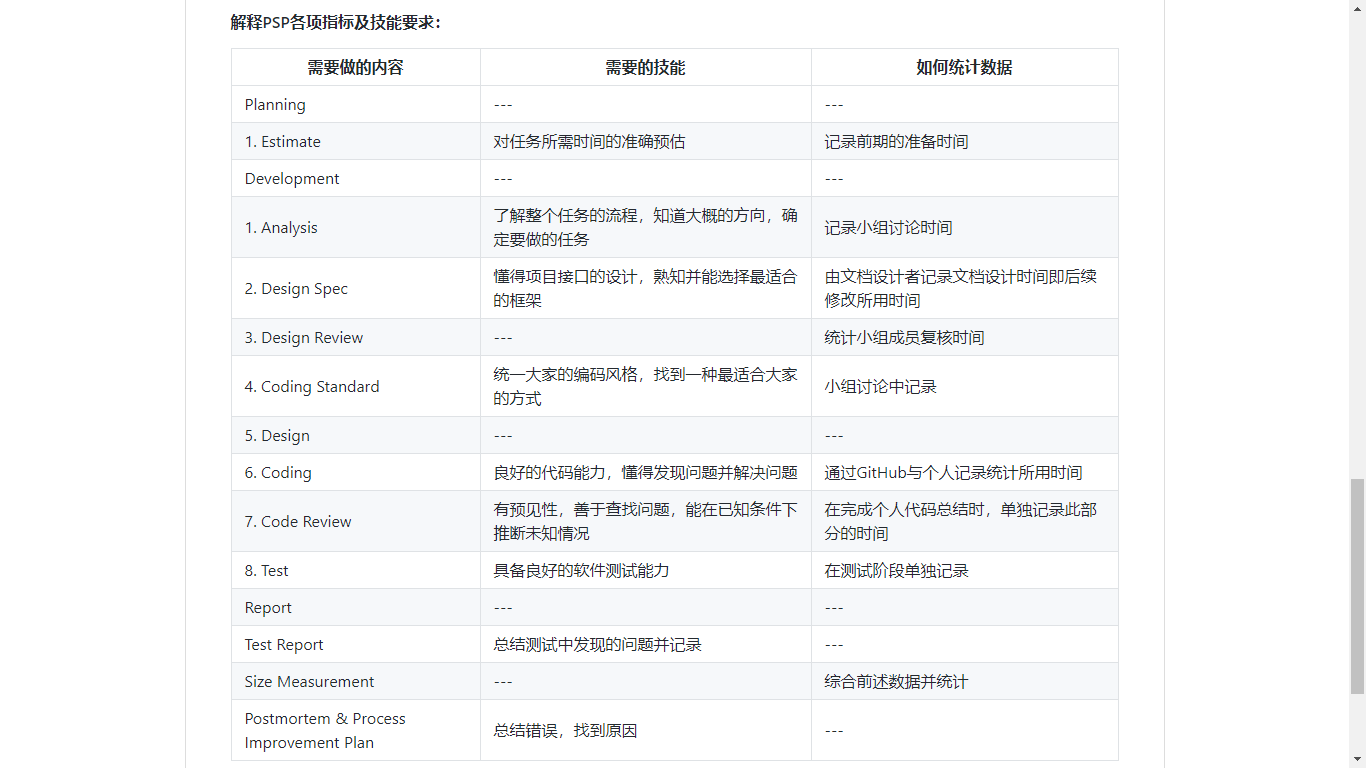 解释PSP各项指标及技能要求：
需要做的内容 需要的技能 如何统计数据
Planning --- ---
1. Estimate 对任务所需时间的准确预估 记录前期的准备时间
Development --- ---
1. Analysis 了解整个任务的流程，知道大概的方向，确 记录小组讨论时间
定要做的任务
2. Design Spec 懂得项目接口的设计，熟知并能选择最适合 由文档设计者记录文档设计时间即后续
的框架 修改所用时间
3. Design Review --- 统计小组成员复核时间
4. Coding Standard 统一大家的编码风格，找到一种最适合大家 小组讨论中记录
的方式
5. Design --- ---
6. Coding 良好的代码能力，懂得发现问题并解决问题 通过GitHub与个人记录统计所用时间
7. Code Review 有预见性，善于查找问题，能在已知条件下 在完成个人代码总结时，单独记录此部
推断未知情况 分的时间
8. Test 具备良好的软件测试能力 在测试阶段单独记录
Report --- ---
Test Report 总结测试中发现的问题并记录 ---
Size Measurement --- 综合前述数据并统计
Postmortem & Process 总结错误，找到原因 ---
Improvement Plan